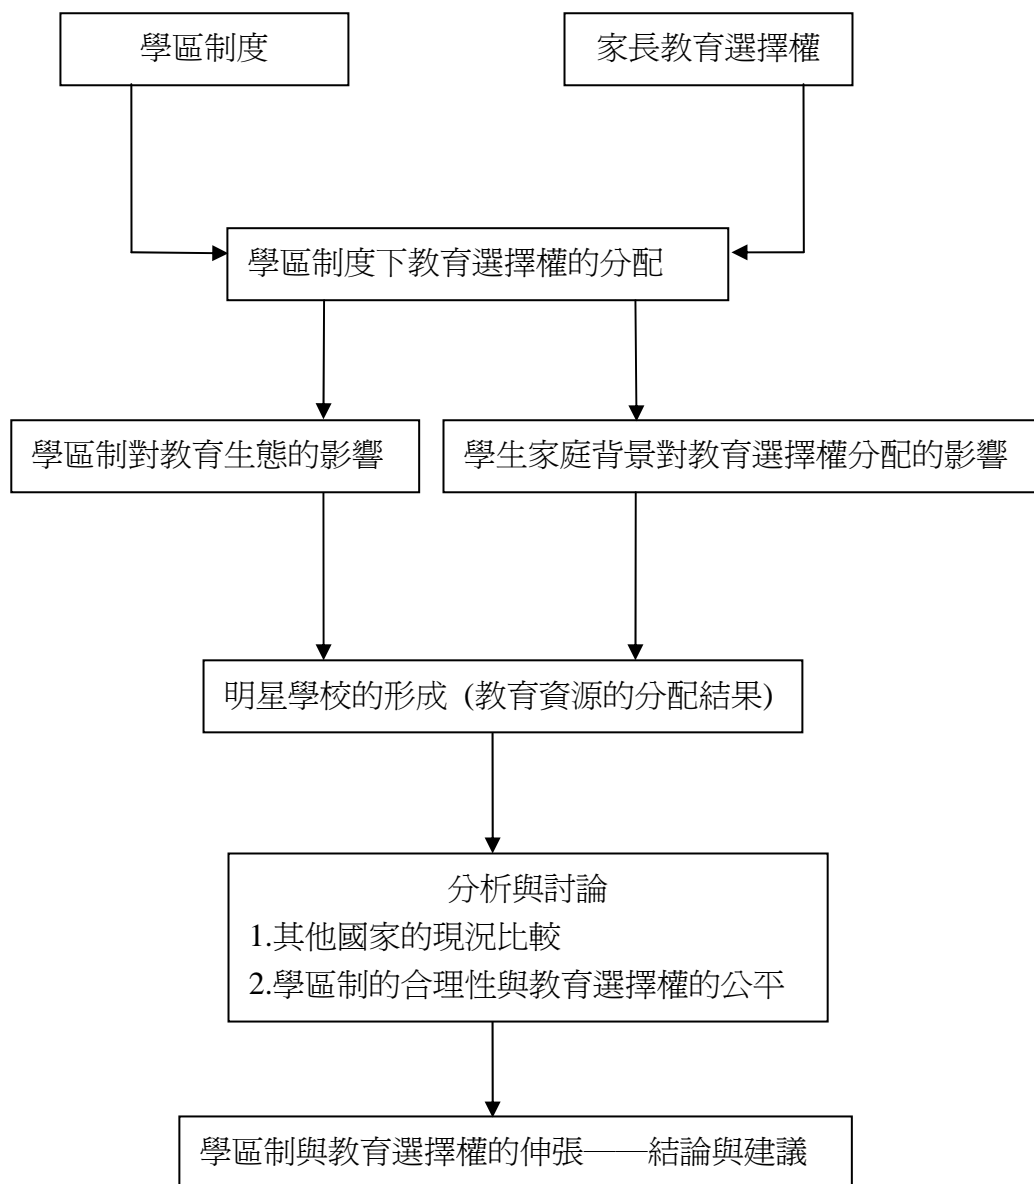 學區制度
家長教育選擇權
學區制度下教育選擇權的分配
學區制對教育生態的影響
學生家庭背景對教育選擇權分配的影響
明星學校的形成 (教育資源的分配結果)
分析與討論
1.其他國家的現況比較
2.學區制的合理性與教育選擇權的公平
學區制與教育選擇權的伸張──結論與建議